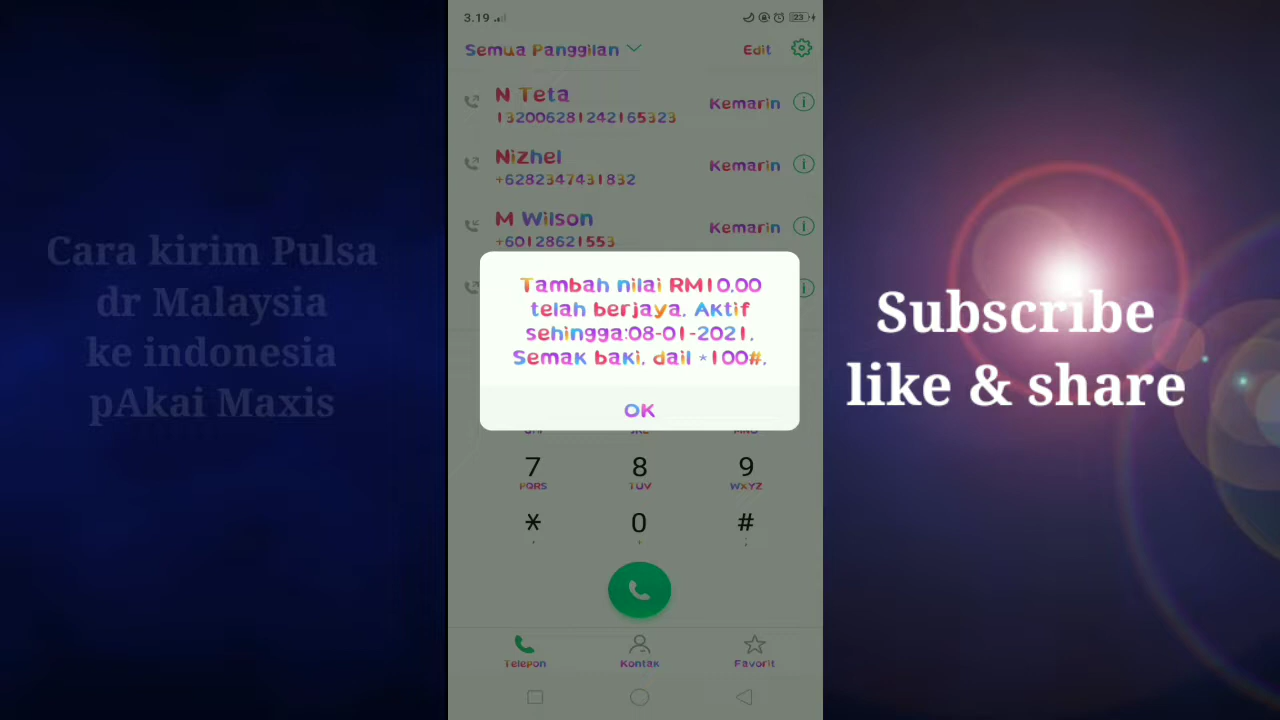 Cara kirim Pulsa
dr Malaysia
ke indonesia
pAkai Maxis
3.19
23
Semua Panggilan
Edit
N Teta
132006281242165323
Kemarin
Nizhel
+6282347431832
Kemarin
M Wilson
+60128621553
Kemarin
Tambah nilai RM10.00
telah berjaya. Aktif
sehingga:08-01-2021.
Semak baki, dail *100#.
OK
7
PQRS
8
TUV
9
WXYZ
*
,
0
+
#
;
Telepon
Kontak
Favorit
Subscribe
like & share